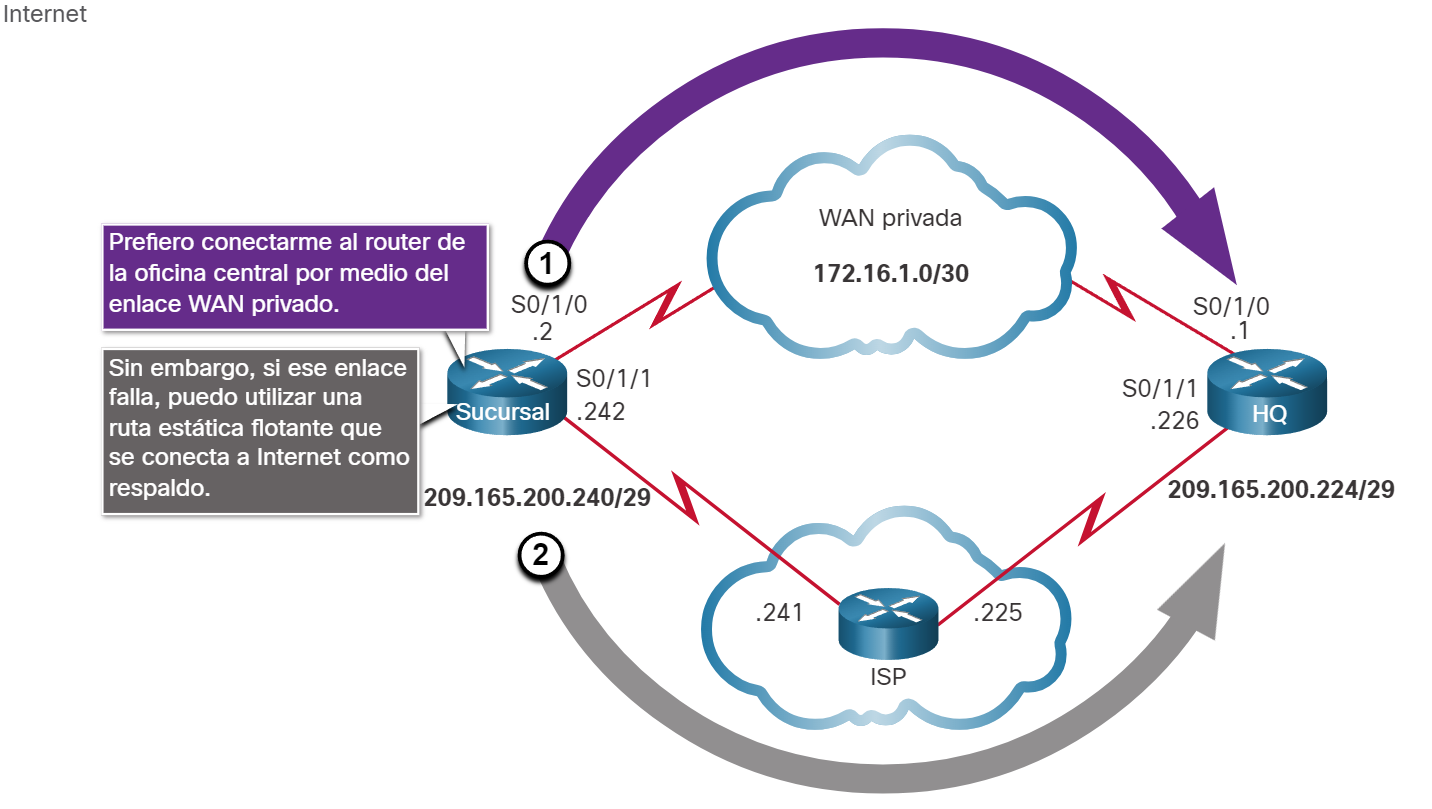 Internet
WAN privada
172.16.1.0/30
Prefiero conectarme al router de
la oficina central por medio del
enlace WAN privado.
1
S0/1/0
.2
S0/1/0
.1
Sin embargo, si ese enlace
falla, puedo utilizar una
ruta estática flotante que
se conecta a Internet como
respaldo.
Sucursal
S0/1/1
.242
S0/1/1
.226
HQ
209.165.200.240/29
209.165.200.224/29
2
.241
.225
ISP